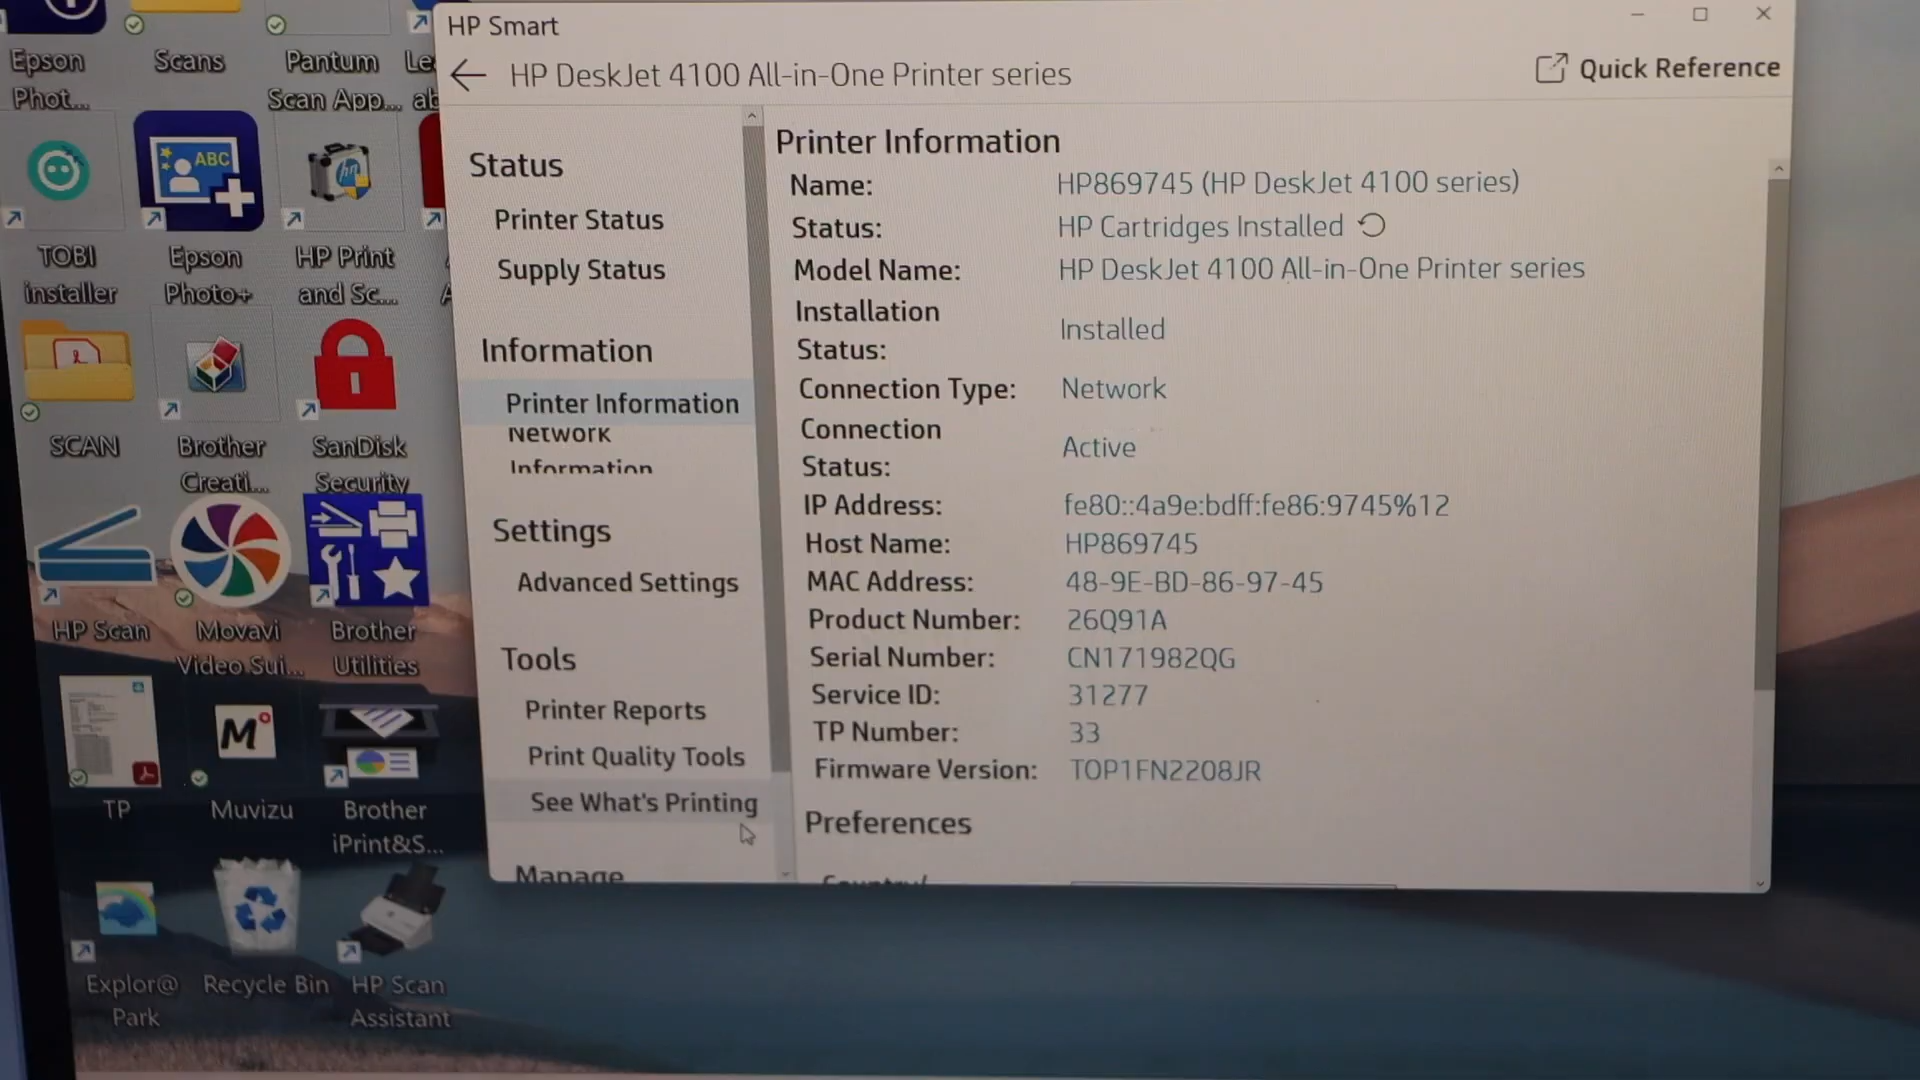 HP Smart
HP DeskJet 4100 All-in-One Printer series
Quick Reference
Status
Printer Status
Supply Status
Information
Printer Information
Network
Information
Settings
Advanced Settings
Tools
Printer Reports
Print Quality Tools
See What's Printing
Manage
Printer Information
Name: HP869745 (HP DeskJet 4100 series)
Status: HP Cartridges Installed
Model Name: HP DeskJet 4100 All-in-One Printer series
Installation
Status: Installed
Connection Type: Network
Connection
Status: Active
IP Address: fe80::4a9e:bdff:fe86:9745%12
Host Name: HP869745
MAC Address: 48-9E-BD-86-97-45
Product Number: 26Q91A
Serial Number: CN171982QG
Service ID: 31277
TP Number: 33
Firmware Version: TOP1FN2208JR
Preferences
Country/
Epson
Phot...
Scans
Pantum
Scan App...
TOBI
installer
ABC
Epson
Photo+
hp
HP Print
and Sc...
SCAN
Brother
Creati...
SanDisk
Security
HP Scan
Movavi
Video Sui...
Brother
Utilities
TP
M
Muvizu
Brother
iPrint&S...
Explor@
Park
Recycle Bin
HP Scan
Assistant